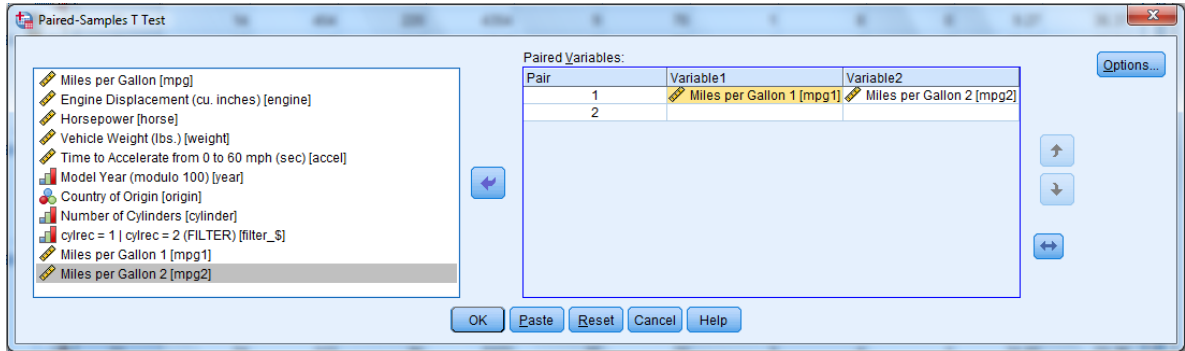 Paired-Samples T Test
Miles per Gallon [mpg]
Engine Displacement (cu. inches) [engine]
Horsepower [horse]
Vehicle Weight (lbs.) [weight]
Time to Accelerate from 0 to 60 mph (sec) [accel]
Model Year (modulo 100) [year]
Country of Origin [origin]
Number of Cylinders [cylinder]
cylrec = 1 | cylrec = 2 (FILTER) [filter_$]
Miles per Gallon 1 [mpg1]
Miles per Gallon 2 [mpg2]
Paired Variables:
Pair Variable1 Variable2
1 Miles per Gallon 1 [mpg1] Miles per Gallon 2 [mpg2]
2
Options...
OK Paste Reset Cancel Help